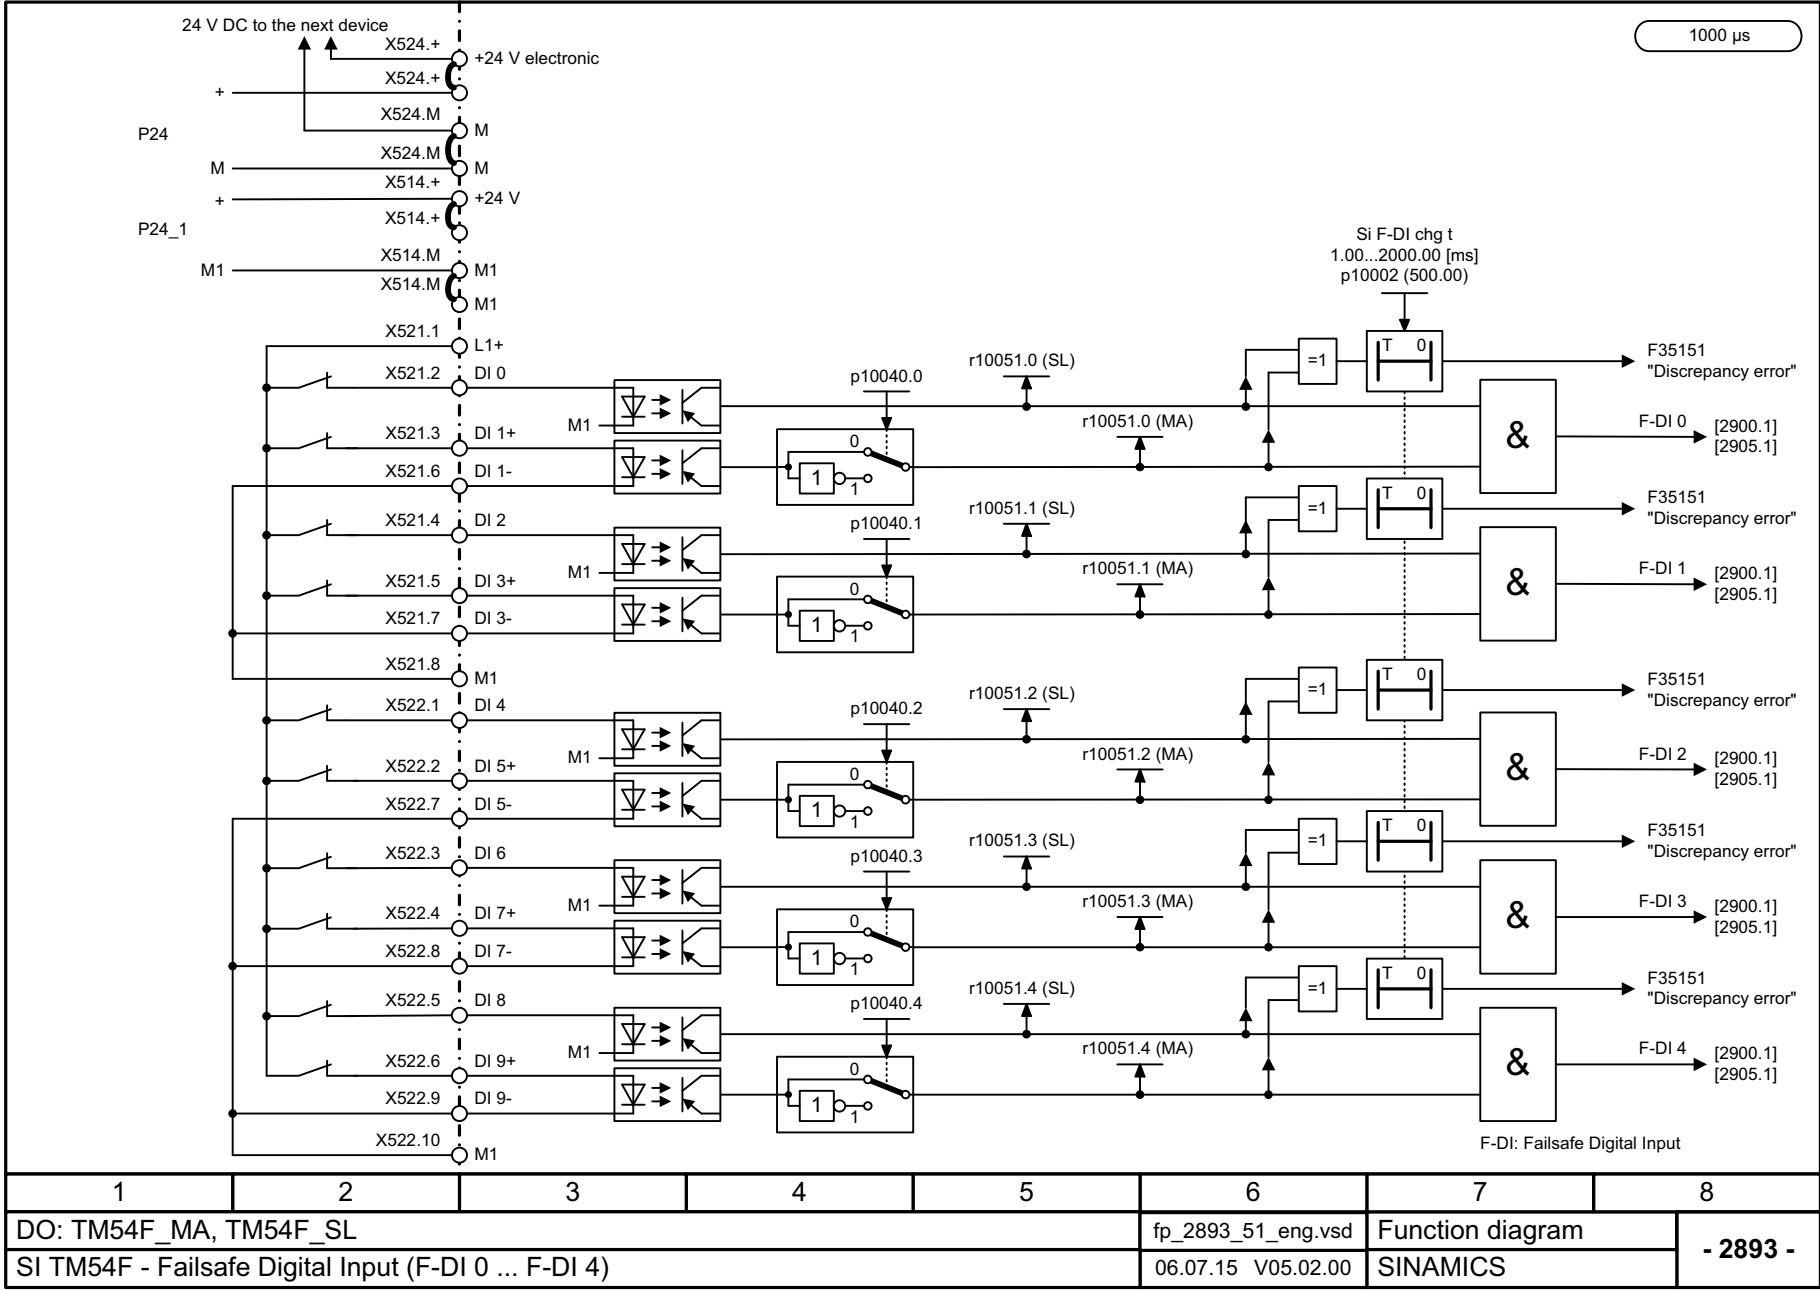 24 V DC to the next device
1000 µs
X524.+
+24 V electronic
X524.+
+
X524.M
M
P24
X524.M
M
M
X514.+
+
+24 V
X514.+
P24_1
X514.M
M1
M1
X514.M
M1
Si F-DI chg t
1.00...2000.00 [ms]
p10002 (500.00)
X521.1
L1+
X521.2
DI 0
M1
p10040.0
r10051.0 (SL)
=1
T 0
F35151
"Discrepancy error"
X521.3
DI 1+
0
1
1
r10051.0 (MA)
&
F-DI 0
[2900.1]
[2905.1]
X521.6
DI 1-
X521.4
DI 2
M1
p10040.1
r10051.1 (SL)
=1
T 0
F35151
"Discrepancy error"
X521.5
DI 3+
0
1
1
r10051.1 (MA)
&
F-DI 1
[2900.1]
[2905.1]
X521.7
DI 3-
X521.8
M1
X522.1
DI 4
M1
p10040.2
r10051.2 (SL)
=1
T 0
F35151
"Discrepancy error"
X522.2
DI 5+
0
1
1
r10051.2 (MA)
&
F-DI 2
[2900.1]
[2905.1]
X522.7
DI 5-
X522.3
DI 6
M1
p10040.3
r10051.3 (SL)
=1
T 0
F35151
"Discrepancy error"
X522.4
DI 7+
0
1
1
r10051.3 (MA)
&
F-DI 3
[2900.1]
[2905.1]
X522.8
DI 7-
X522.5
DI 8
M1
p10040.4
r10051.4 (SL)
=1
T 0
F35151
"Discrepancy error"
X522.6
DI 9+
0
1
1
r10051.4 (MA)
&
F-DI 4
[2900.1]
[2905.1]
X522.9
DI 9-
X522.10
M1
F-DI: Failsafe Digital Input
1 2 3 4 5 6 7 8
DO: TM54F_MA, TM54F_SL
fp_2893_51_eng.vsd
Function diagram
- 2893 -
SI TM54F - Failsafe Digital Input (F-DI 0 ... F-DI 4)
06.07.15 V05.02.00
SINAMICS